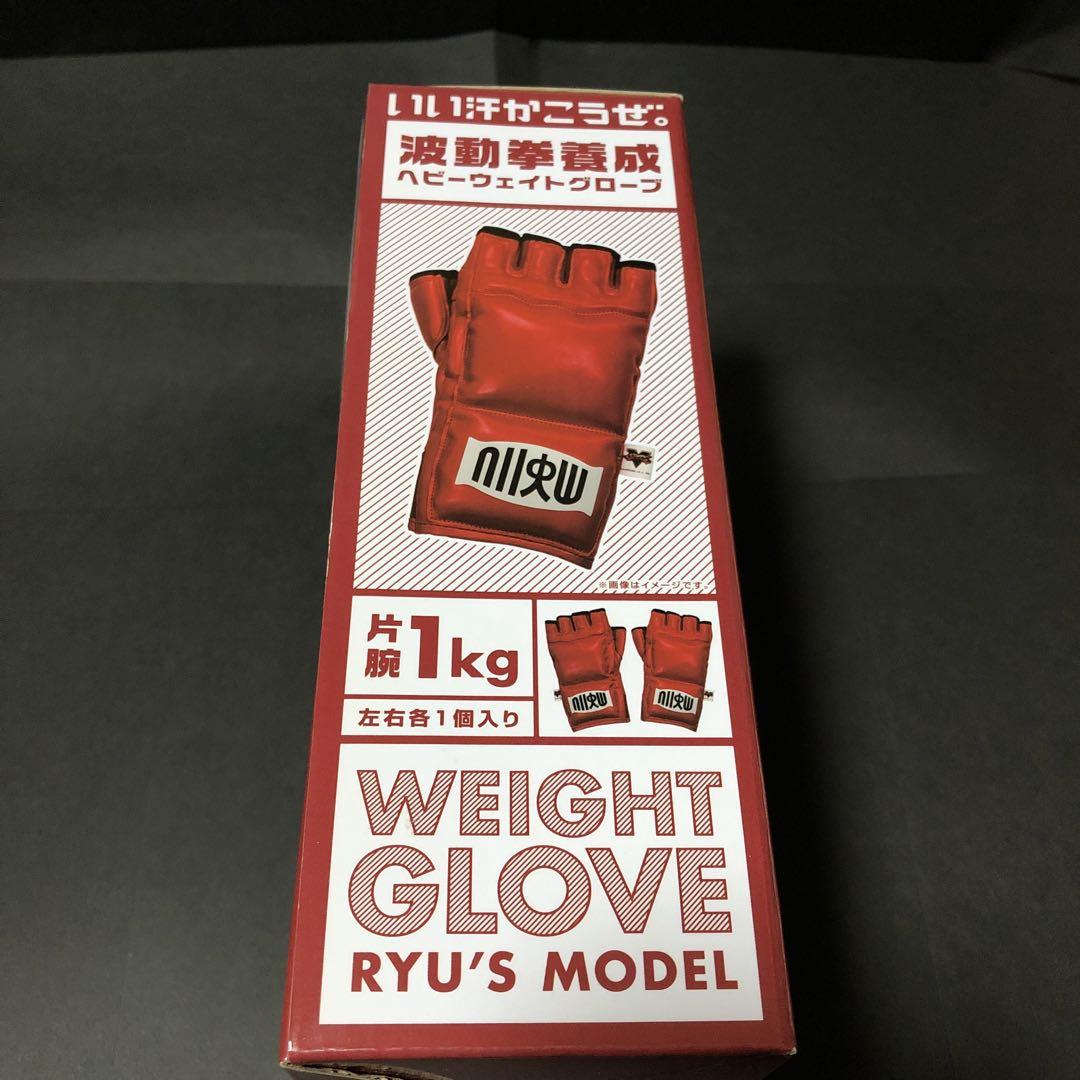 いい汗かこうぜ。
波動拳養成
ヘビーウェイトグローブ
※画像はイメージです。
片腕1kg
左右各1個入り
WEIGHT
GLOVE
RYU'S MODEL